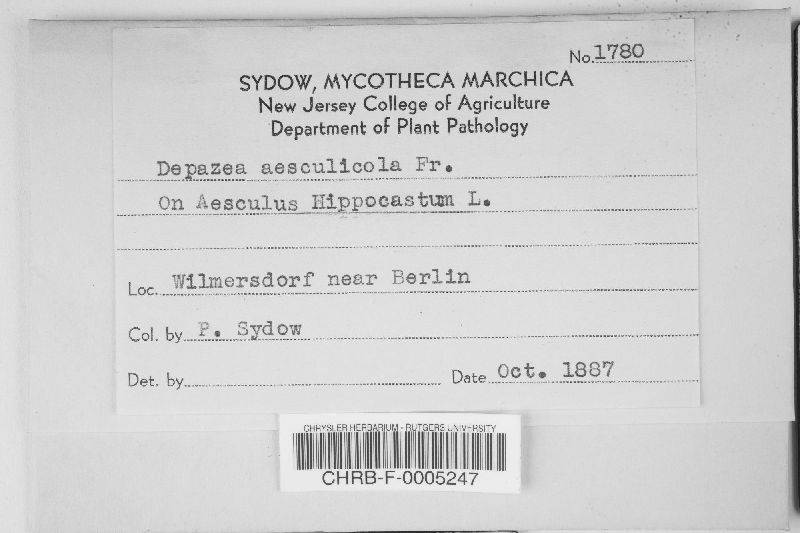 No. 1780
SYDOW, MYCOTHECA MARCHICA
New Jersey College of Agriculture
Department of Plant Pathology
Depazea aesculicola Fr.
On Aesculus Hippocastum L.
Loc. Wilmersdorf near Berlin
Col. by P. Sydow
Det. by Date Oct. 1887
CHRYSLER HERBARIUM - RUTGERS UNIVERSITY
CHRB-F-0005247